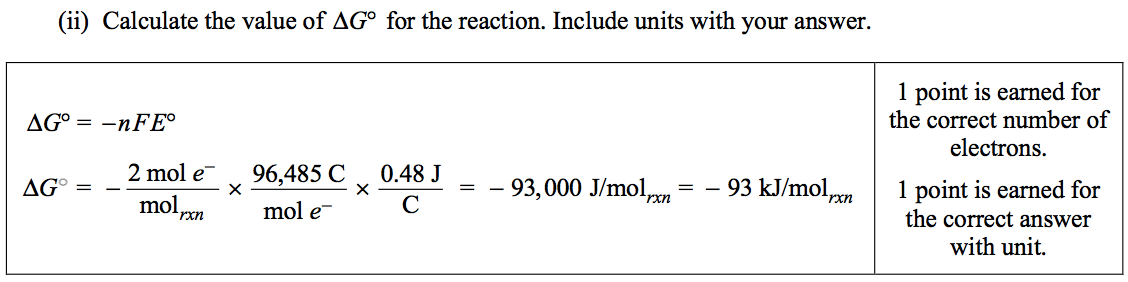 (ii) Calculate the value of ΔG° for the reaction. Include units with your answer.
ΔG° = −nFE°
ΔG° = − 2 mol e⁻/mol_rxn × 96,485 C/mol e⁻ × 0.48 J/C = − 93,000 J/mol_rxn = − 93 kJ/mol_rxn
1 point is earned for
the correct number of
electrons.
1 point is earned for
the correct answer
with unit.